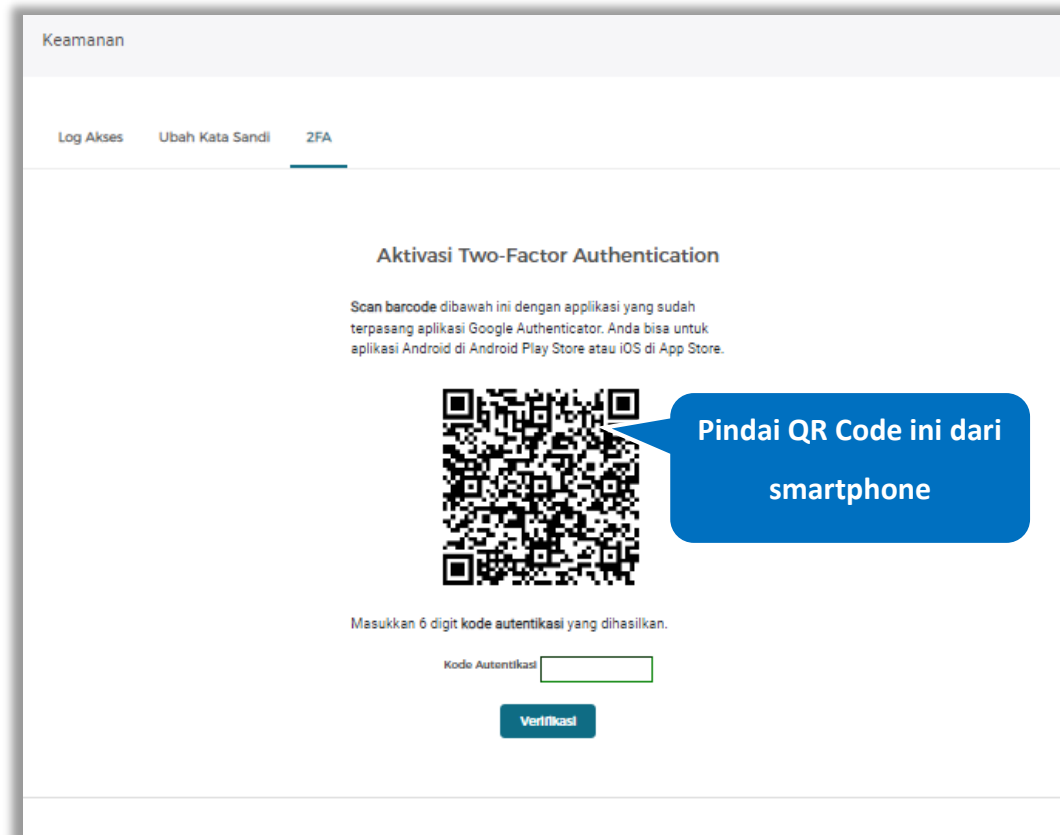 Keamanan
Log Akses Ubah Kata Sandi 2FA
Aktivasi Two-Factor Authentication
Scan barcode dibawah ini dengan applikasi yang sudah
terpasang aplikasi Google Authenticator. Anda bisa untuk
aplikasi Android di Android Play Store atau iOS di App Store.
Pindai QR Code ini dari
smartphone
Masukkan 6 digit kode autentikasi yang dihasilkan.
Kode Autentikasi
Verifikasi